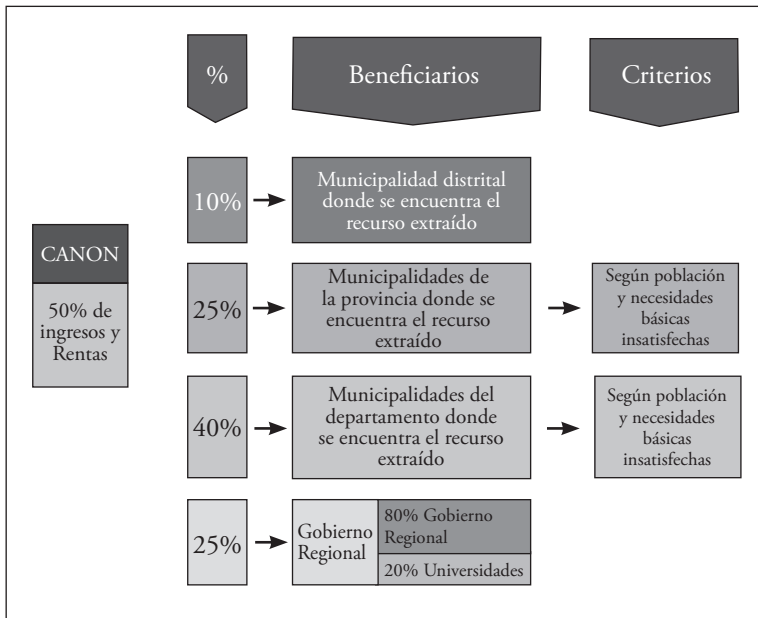 %
Beneficiarios
Criterios
10%
Municipalidad distrital
donde se encuentra el
recurso extraído
CANON
50% de
ingresos y
Rentas
25%
Municipalidades de
la provincia donde se
encuentra el recurso
extraído
Según población
y necesidades
básicas
insatisfechas
40%
Municipalidades del
departamento donde
se encuentra el recurso
extraído
Según población
y necesidades
básicas
insatisfechas
25%
Gobierno
Regional
80% Gobierno
Regional
20% Universidades